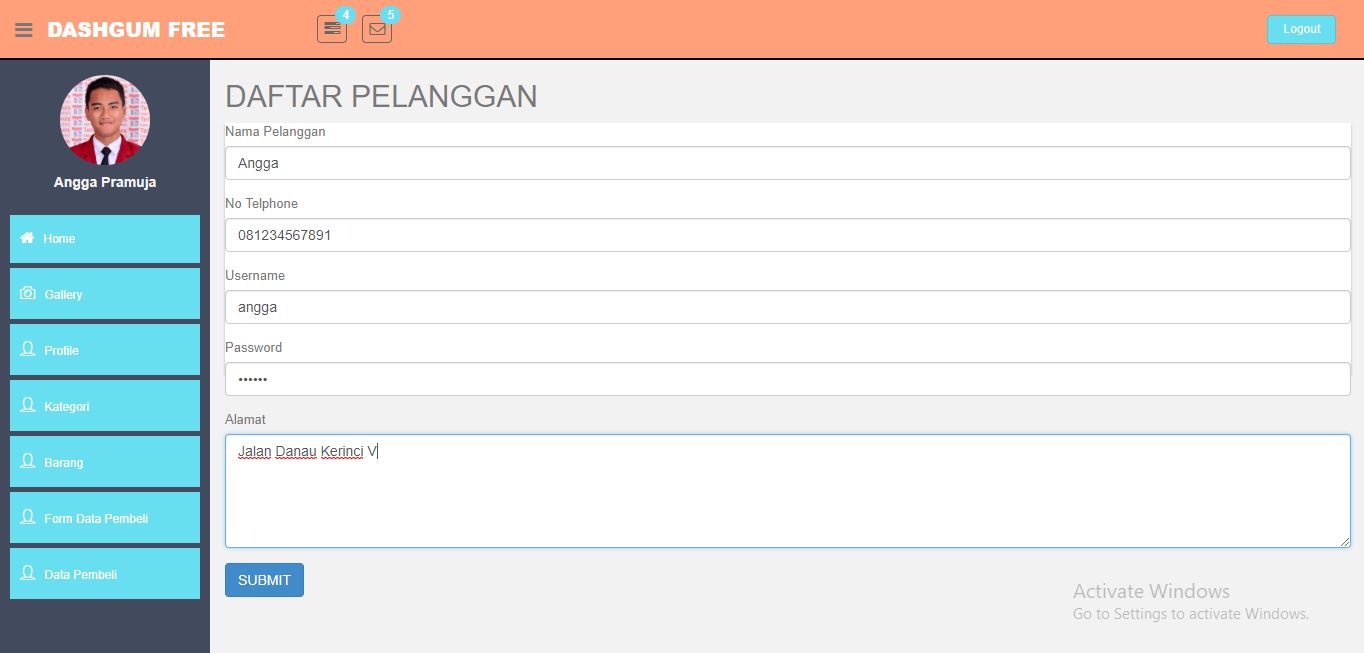 DASHGUM FREE
4
5
Logout
Angga Pramuja
Home
Gallery
Profile
Kategori
Barang
Form Data Pembeli
Data Pembeli
DAFTAR PELANGGAN
Nama Pelanggan
Angga
No Telphone
081234567891
Username
angga
Password
••••••
Alamat
Jalan Danau Kerinci V
SUBMIT
Activate Windows
Go to Settings to activate Windows.